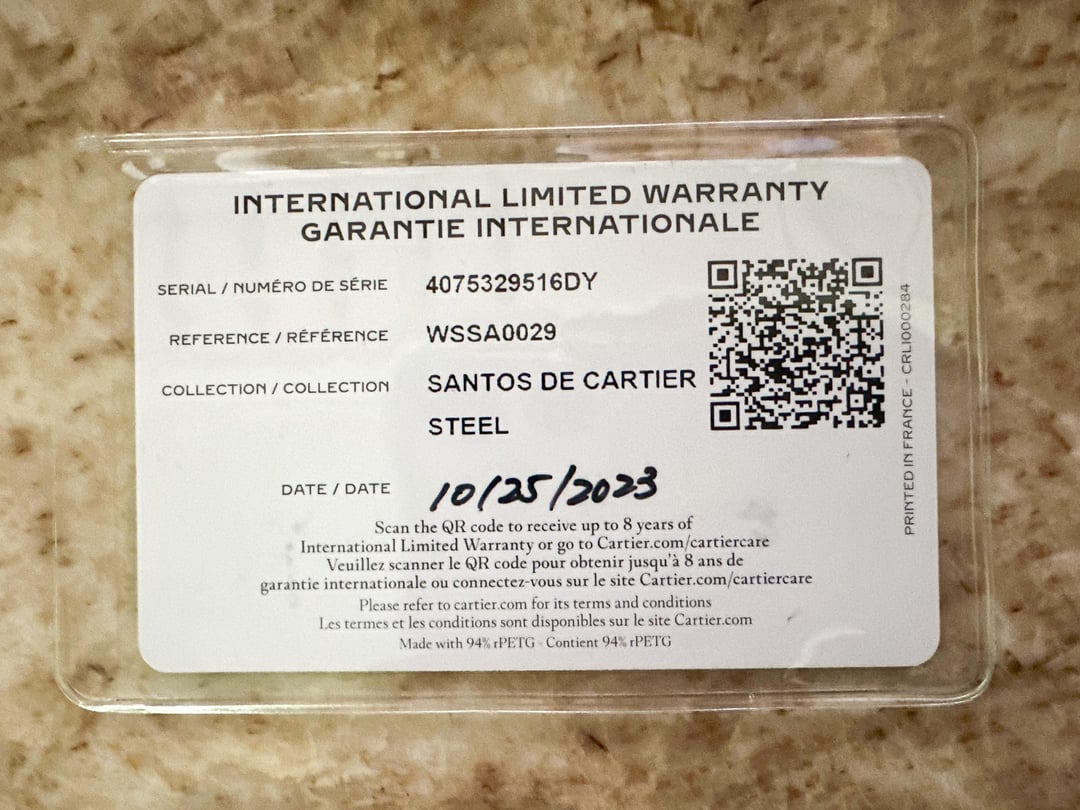 INTERNATIONAL LIMITED WARRANTY
GARANTIE INTERNATIONALE
SERIAL / NUMÉRO DE SÉRIE 4075329516DY
REFERENCE / RÉFÉRENCE WSSA0029
COLLECTION / COLLECTION SANTOS DE CARTIER
STEEL
DATE / DATE 10/25/2023
Scan the QR code to receive up to 8 years of
International Limited Warranty or go to Cartier.com/cartiercare
Veuillez scanner le QR code pour obtenir jusqu'à 8 ans de
garantie internationale ou connectez-vous sur le site Cartier.com/cartiercare
Please refer to cartier.com for its terms and conditions
Les termes et les conditions sont disponibles sur le site Cartier.com
Made with 94% rPETG - Contient 94% rPETG
PRINTED IN FRANCE - CRLI000284